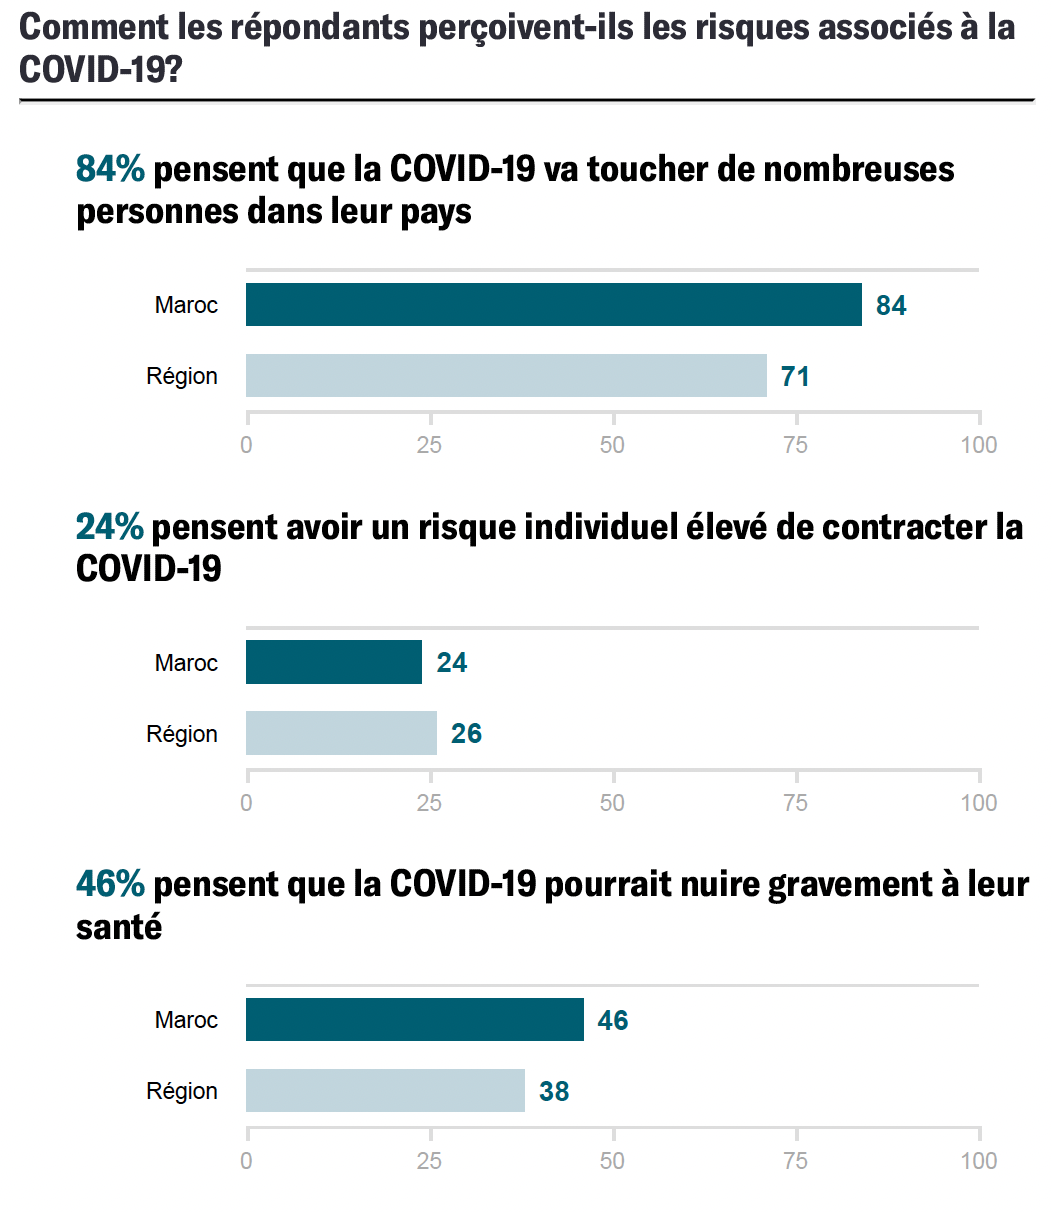 Comment les répondants perçoivent-ils les risques associés à la
COVID-19?
84% pensent que la COVID-19 va toucher de nombreuses
personnes dans leur pays
Maroc 84
Région 71
0 25 50 75 100
24% pensent avoir un risque individuel élevé de contracter la
COVID-19
Maroc 24
Région 26
0 25 50 75 100
46% pensent que la COVID-19 pourrait nuire gravement à leur
santé
Maroc 46
Région 38
0 25 50 75 100